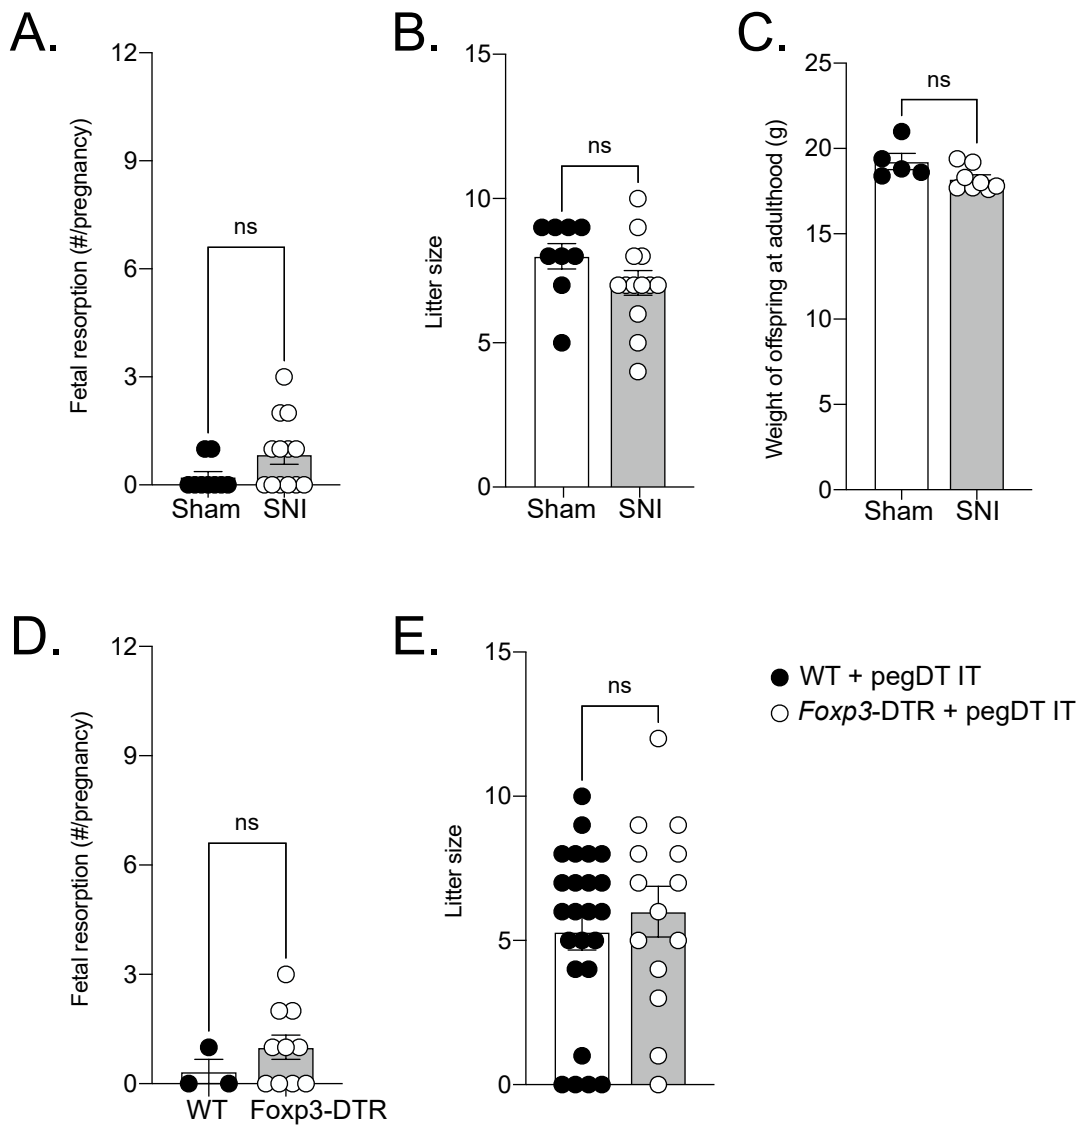 A.
12
9
6
3
0
Fetal resorption (#/pregnancy)
ns
Sham SNI
B.
15
10
5
0
Litter size
ns
Sham SNI
C.
25
20
15
10
5
0
Weight of offspring at adulthood (g)
ns
Sham SNI
D.
12
9
6
3
0
Fetal resorption (#/pregnancy)
ns
WT Foxp3-DTR
E.
15
10
5
0
Litter size
ns
WT + pegDT IT
Foxp3-DTR + pegDT IT